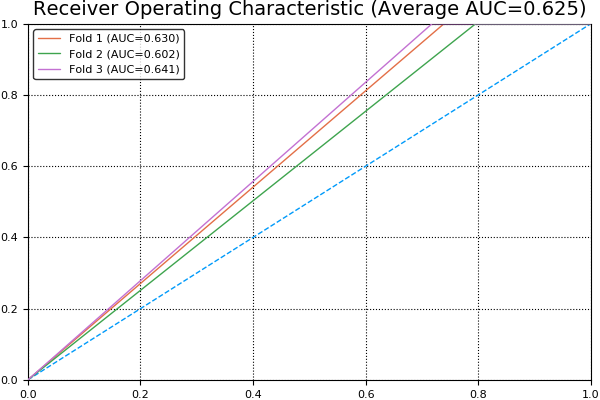 Receiver Operating Characteristic (Average AUC=0.625)
1.0
Fold 1 (AUC=0.630)
Fold 2 (AUC=0.602)
Fold 3 (AUC=0.641)
0.8
0.6
0.4
0.2
0.0
0.0 0.2 0.4 0.6 0.8 1.0